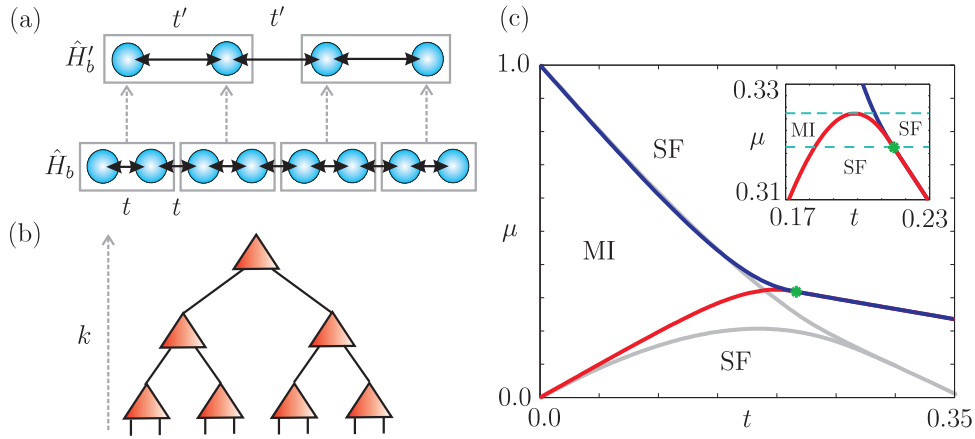 (a)
t′ t′
Ĥ′_b
Ĥ_b
t t
(b)
k
(c)
1.0
μ
0.0
0.0 t 0.35
SF
MI
SF
0.33
μ
0.31
0.17 t 0.23
MI SF
SF